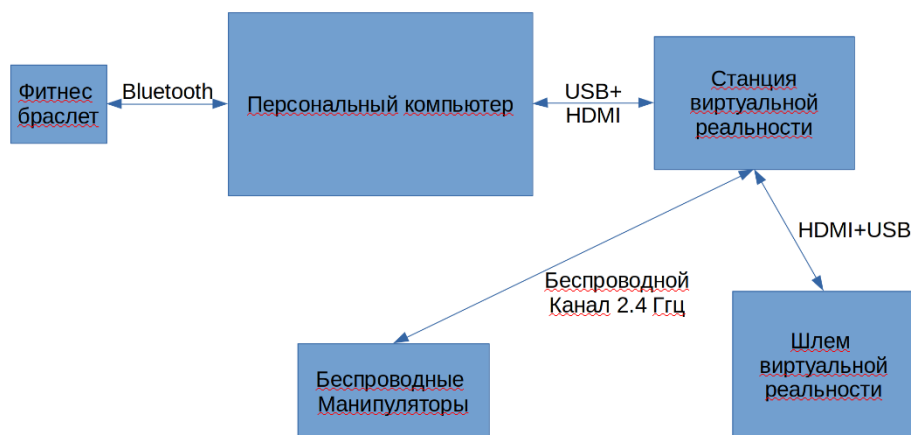 Фитнес
браслет
Bluetooth
Персональный компьютер
USB+
HDMI
Станция
виртуальной
реальности
HDMI+USB
Беспроводной
Канал 2.4 Ггц
Беспроводные
Манипуляторы
Шлем
виртуальной
реальности